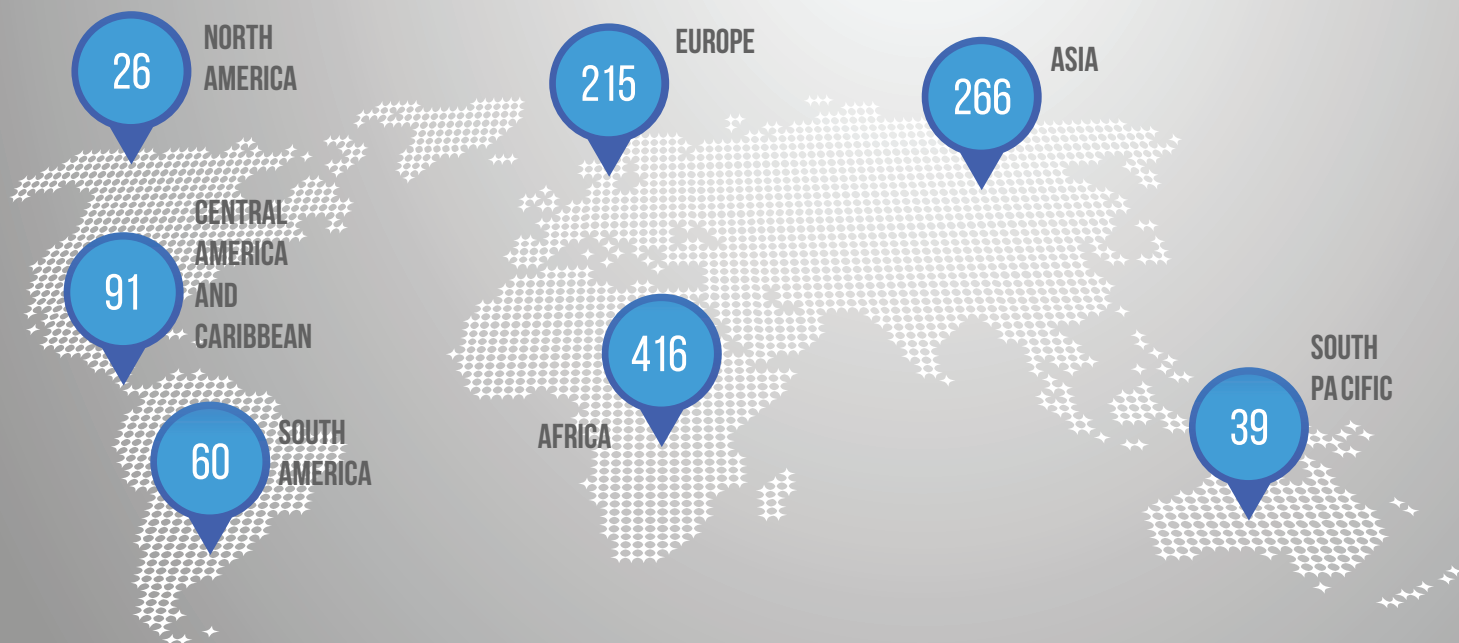 26
NORTH
AMERICA
215
EUROPE
266
ASIA
91
CENTRAL
AMERICA
AND
CARIBBEAN
416
AFRICA
60
SOUTH
AMERICA
39
SOUTH
PACIFIC